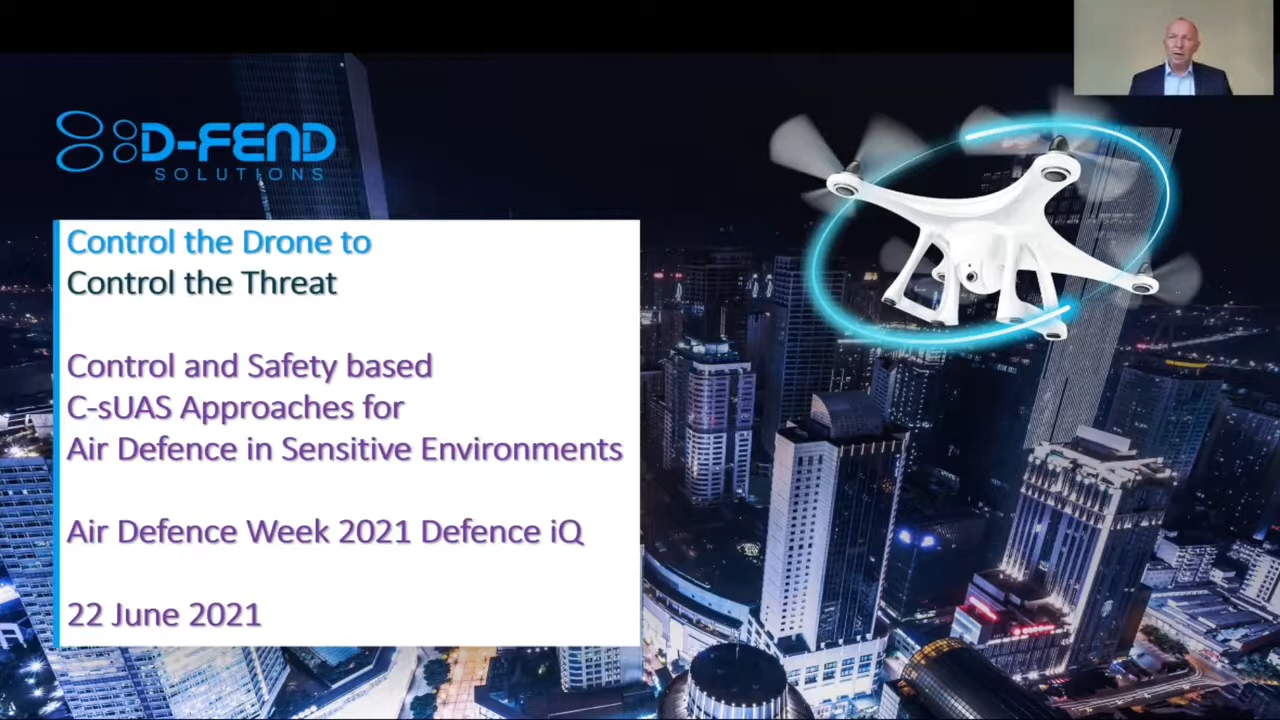 D-FEND
SOLUTIONS
Control the Drone to
Control the Threat
Control and Safety based
C-sUAS Approaches for
Air Defence in Sensitive Environments
Air Defence Week 2021 Defence iQ
22 June 2021